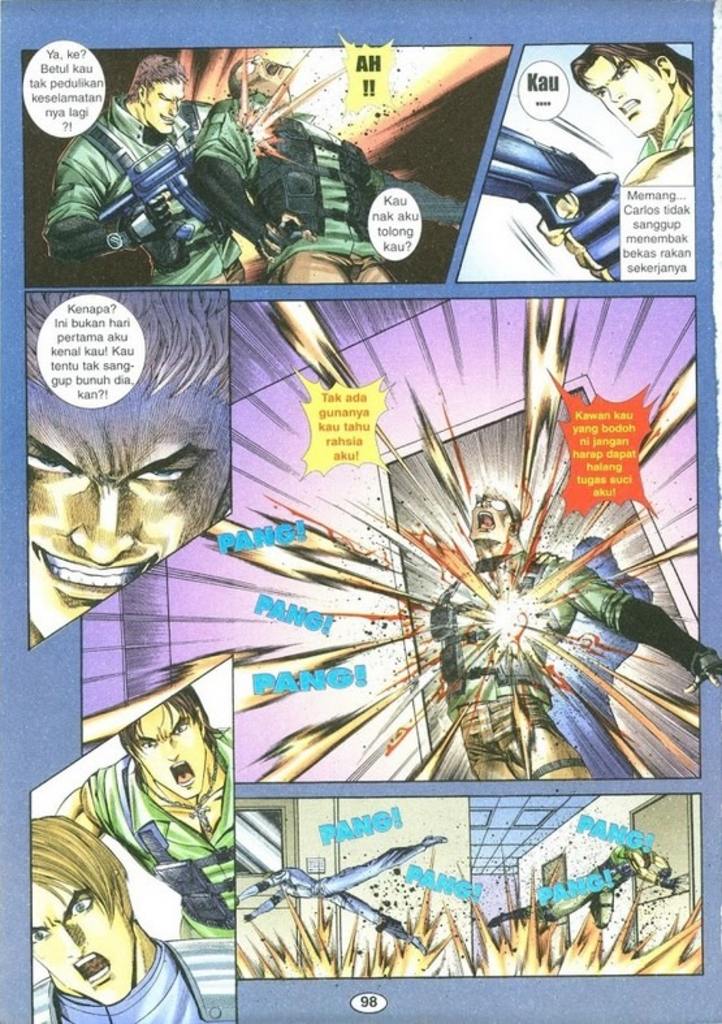 Ya, ke?
Betul kau
tak pedulikan
keselamatan
nya lagi
?!
AH
!!
Kau
nak aku
tolong
kau?
Kau
....
Memang...
Carlos tidak
sanggup
menembak
bekas rakan
sekerjanya
Kenapa?
Ini bukan hari
pertama aku
kenal kau! Kau
tentu tak sang-
gup bunuh dia,
kan?!
Tak ada
gunanya
kau tahu
rahsia
aku!
Kawan kau
yang bodoh
ni jangan
harap dapat
halang
tugas suci
aku!
PANG!
PANG!
PANG!
PANG!
PANG!
PANG!
PANG!
98